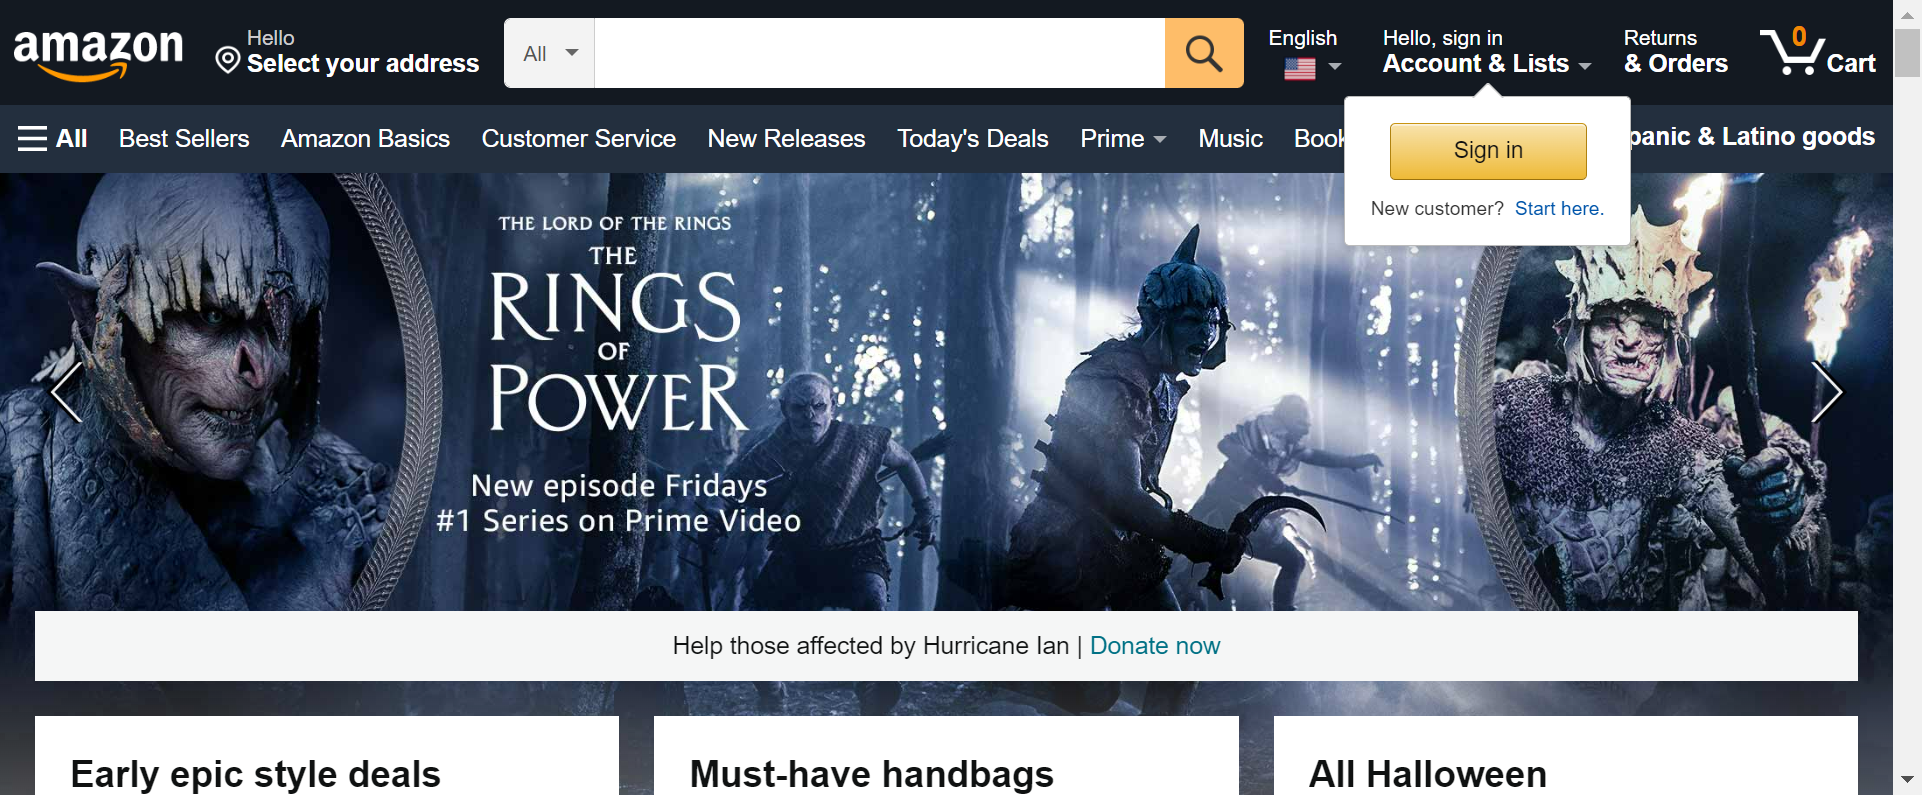 amazon
Hello
Select your address
All
English
Hello, sign in
Account & Lists
Returns
& Orders
0
Cart
All
Best Sellers
Amazon Basics
Customer Service
New Releases
Today's Deals
Prime
Music
panic & Latino goods
Sign in
New customer? Start here.
THE LORD OF THE RINGS
THE
RINGS
OF
POWER
New episode Fridays
#1 Series on Prime Video
Help those affected by Hurricane Ian | Donate now
Early epic style deals
Must-have handbags
All Halloween